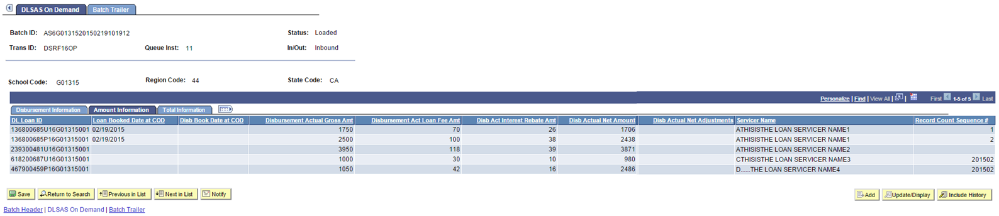 DLSAS On Demand Batch Trailer
Batch ID: AS6G0131520150219101912 Status: Loaded
Trans ID: DSRF16OP Queue Inst: 11 In/Out: Inbound
School Code: G01315 Region Code: 44 State Code: CA
Personalize | Find | View All | | First 1-5 of 5 Last
Disbursement Information Amount Information Total Information
DL Loan ID Loan Booked Date at COD Disb Book Date at COD Disbursement Actual Gross Amt Disbursement Act Loan Fee Amt Disb Act Interest Rebate Amt Disb Actual Net Amount Disb Actual Net Adjustments Servicer Name Record Count Sequence #
136800685U16G01315001 02/19/2015 1750 70 26 1706 ATHISISTHE LOAN SERVICER NAME1 1
136800685P16G01315001 02/19/2015 2500 100 38 2438 ATHISISTHE LOAN SERVICER NAME1 2
239300481U16G01315001 3950 118 39 3871 ATHISISTHE LOAN SERVICER NAME2
618200687U16G01315001 1000 30 10 980 CTHISISTHE LOAN SERVICER NAME3 201502
467900459P16G01315001 1050 42 16 2486 D......THE LOAN SERVICER NAME4 201502
Save Return to Search Previous in List Next in List Notify Add Update/Display Include History
Batch Header | DLSAS On Demand | Batch Trailer